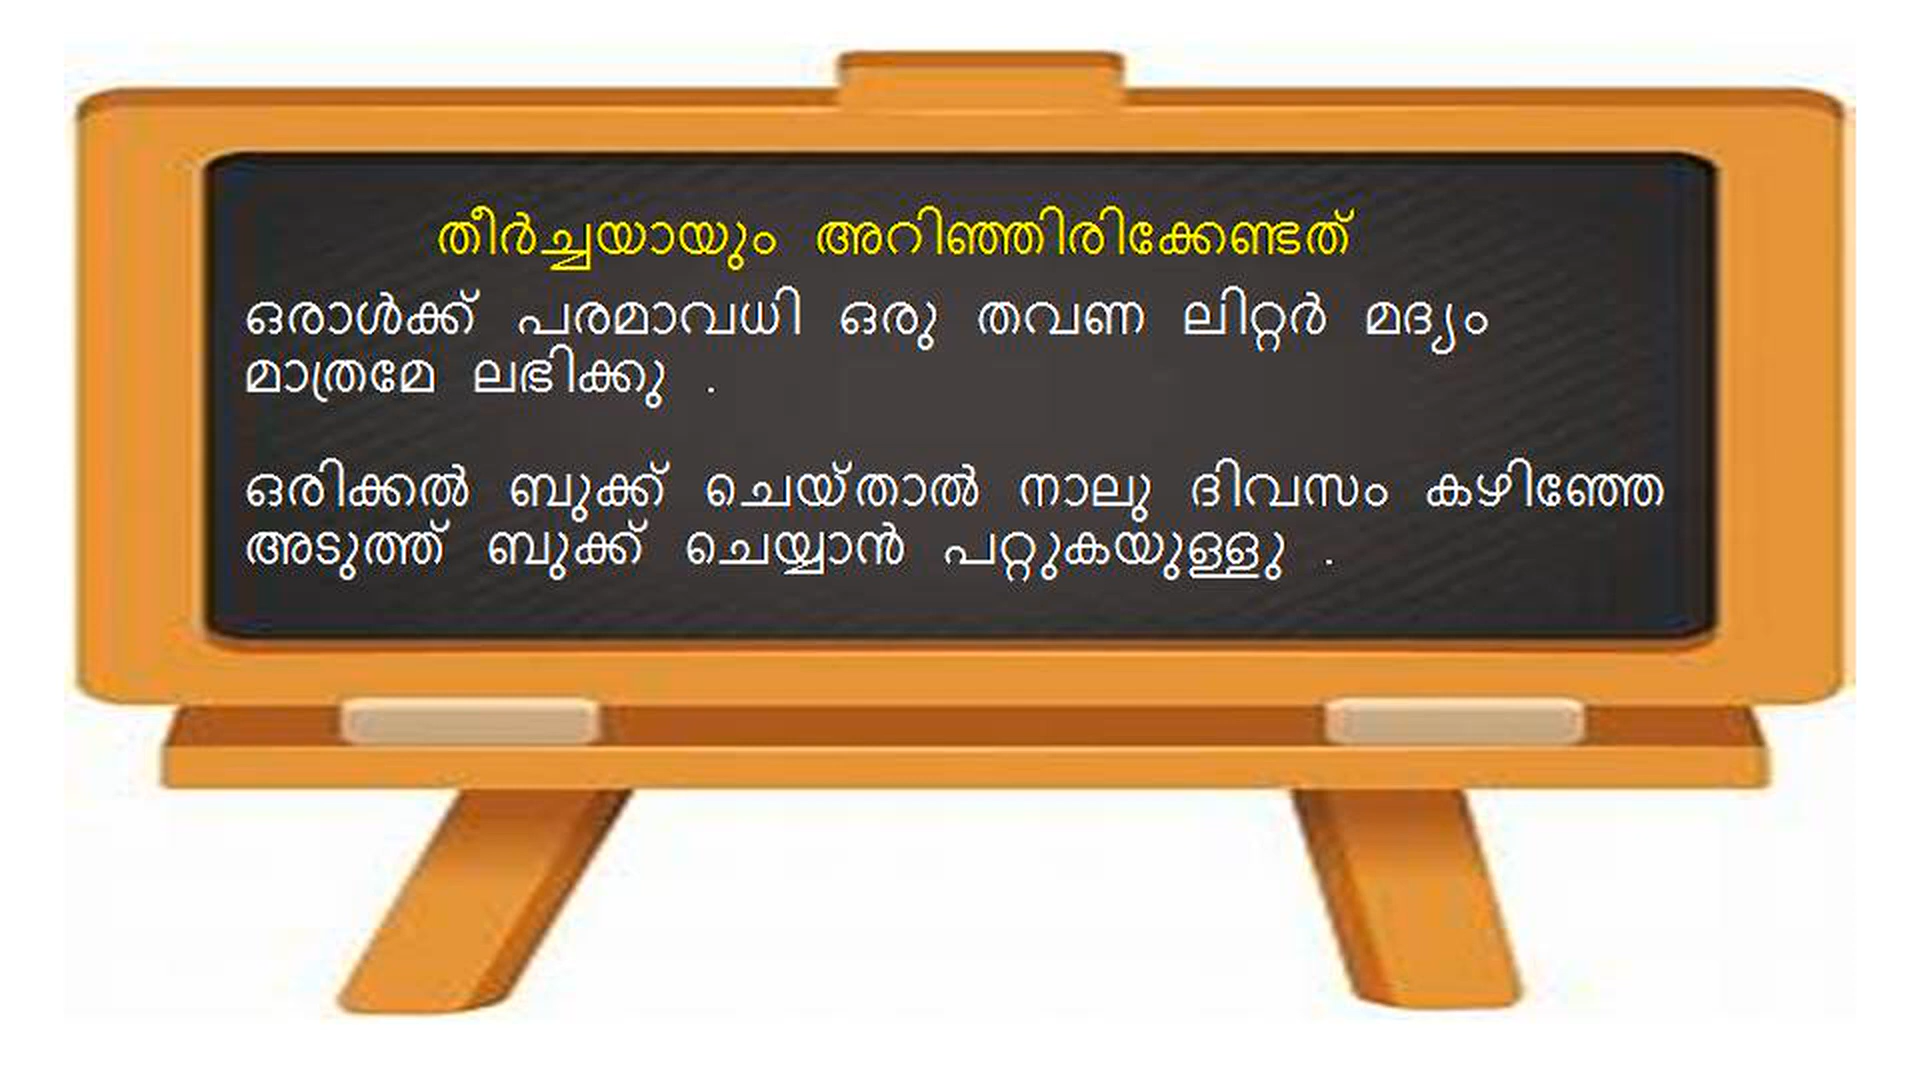 തീർച്ചയായും അറിഞ്ഞിരിക്കേണ്ടത്
ഒരാൾക്ക് പരമാവധി ഒരു തവണ ലിറ്റർ മദ്യം
മാത്രമേ ലഭിക്കു .
ഒരിക്കൽ ബുക്ക് ചെയ്താൽ നാലു ദിവസം കഴിഞ്ഞേ
അടുത്ത് ബുക്ക് ചെയ്യാൻ പറ്റുകയുള്ളു .